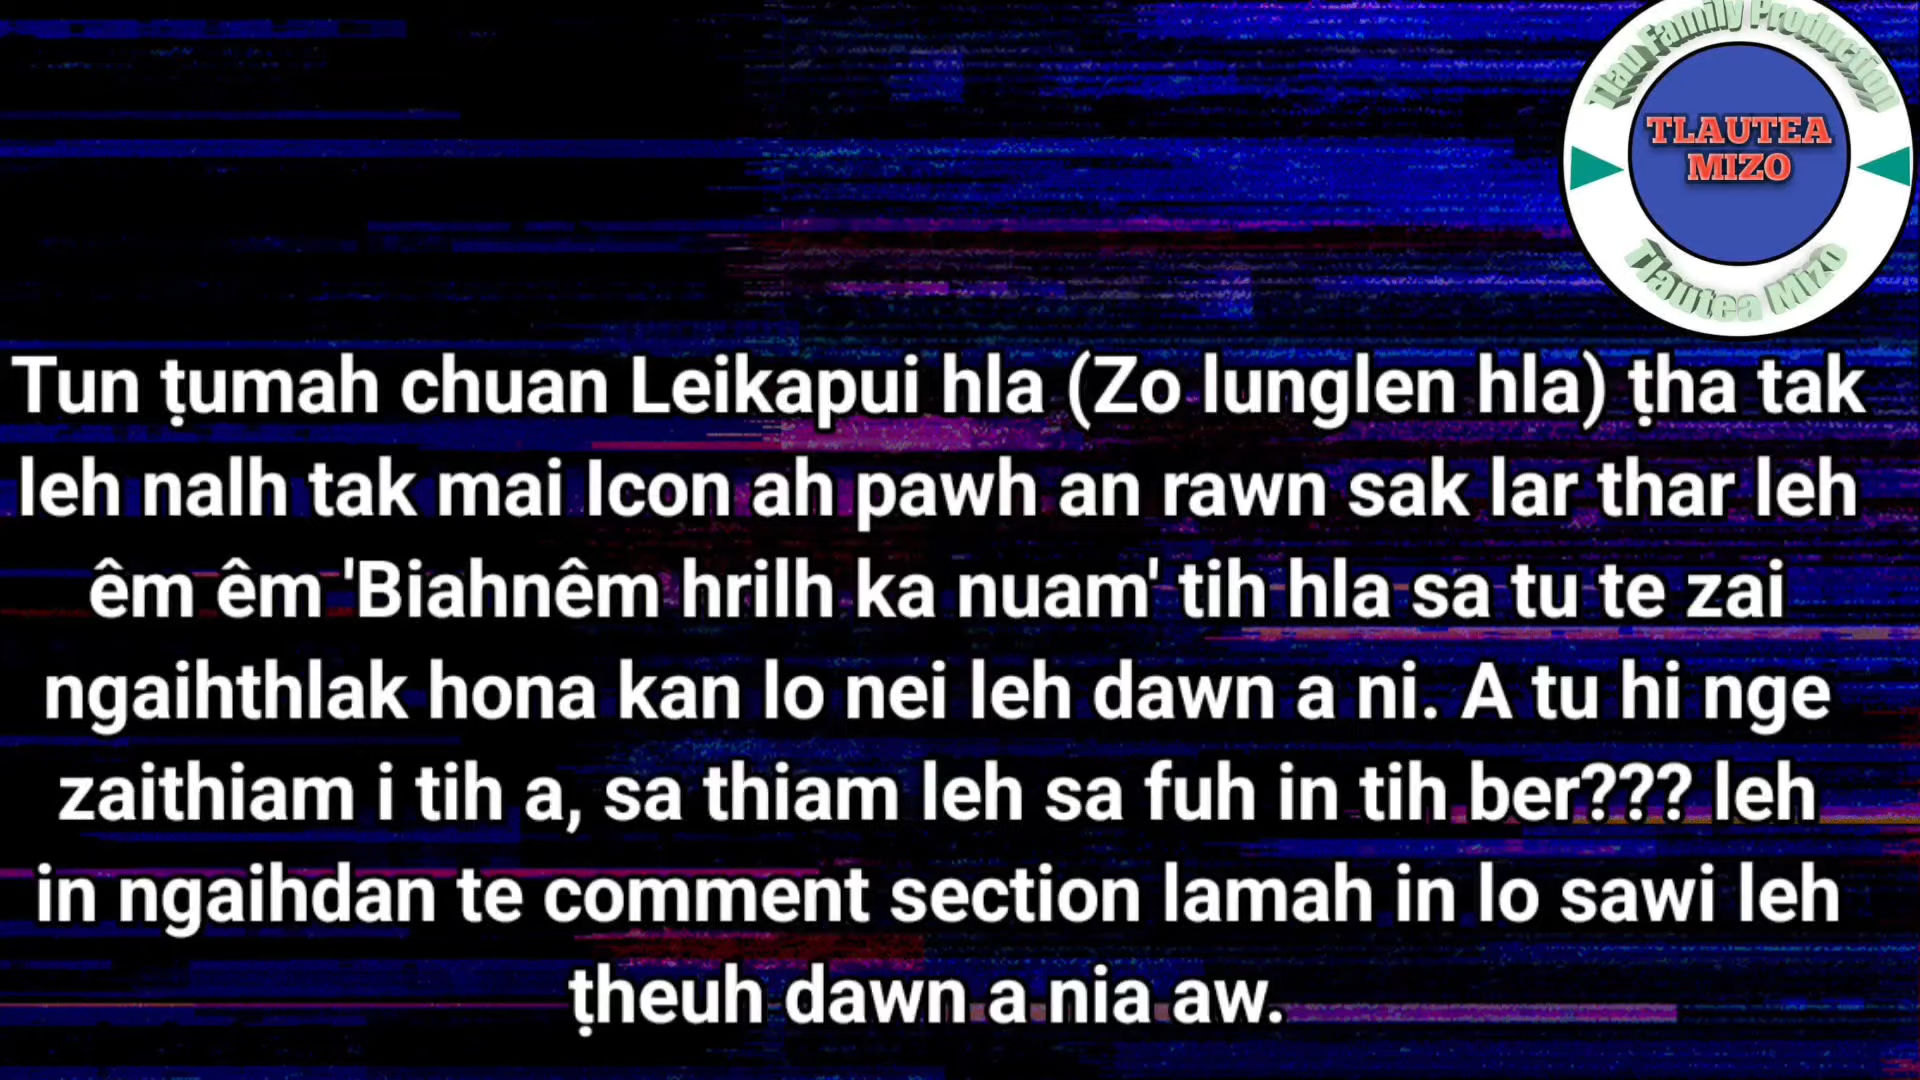 Tlau Family Production
TLAUTEA
MIZO
Tlautea Mizo
Tun ṭumah chuan Leikapui hla (Zo lunglen hla) ṭha tak
leh nalh tak mai Icon ah pawh an rawn sak lar thar leh
êm êm 'Biahnêm hrilh ka nuam' tih hla sa tu te zai
ngaihthlak hona kan lo nei leh dawn a ni. A tu hi nge
zaithiam i tih a, sa thiam leh sa fuh in tih ber??? leh
in ngaihdan te comment section lamah in lo sawi leh
ṭheuh dawn a nia aw.